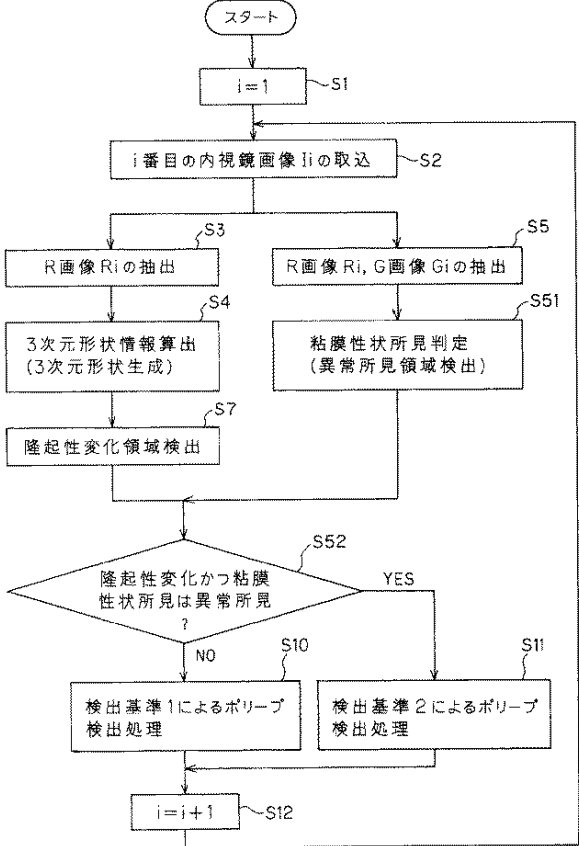 スタート
i=1
S1
i番目の内視鏡画像Iiの取込
S2
S3
R画像Riの抽出
S5
R画像Ri,G画像Giの抽出
S4
3次元形状情報算出
(3次元形状生成)
S51
粘膜性状所見判定
(異常所見領域検出)
S7
隆起性変化領域検出
S52
隆起性変化かつ粘膜
性状所見は異常所見
?
YES
NO
S10
検出基準1によるポリープ
検出処理
S11
検出基準2によるポリープ
検出処理
i=i+1
S12